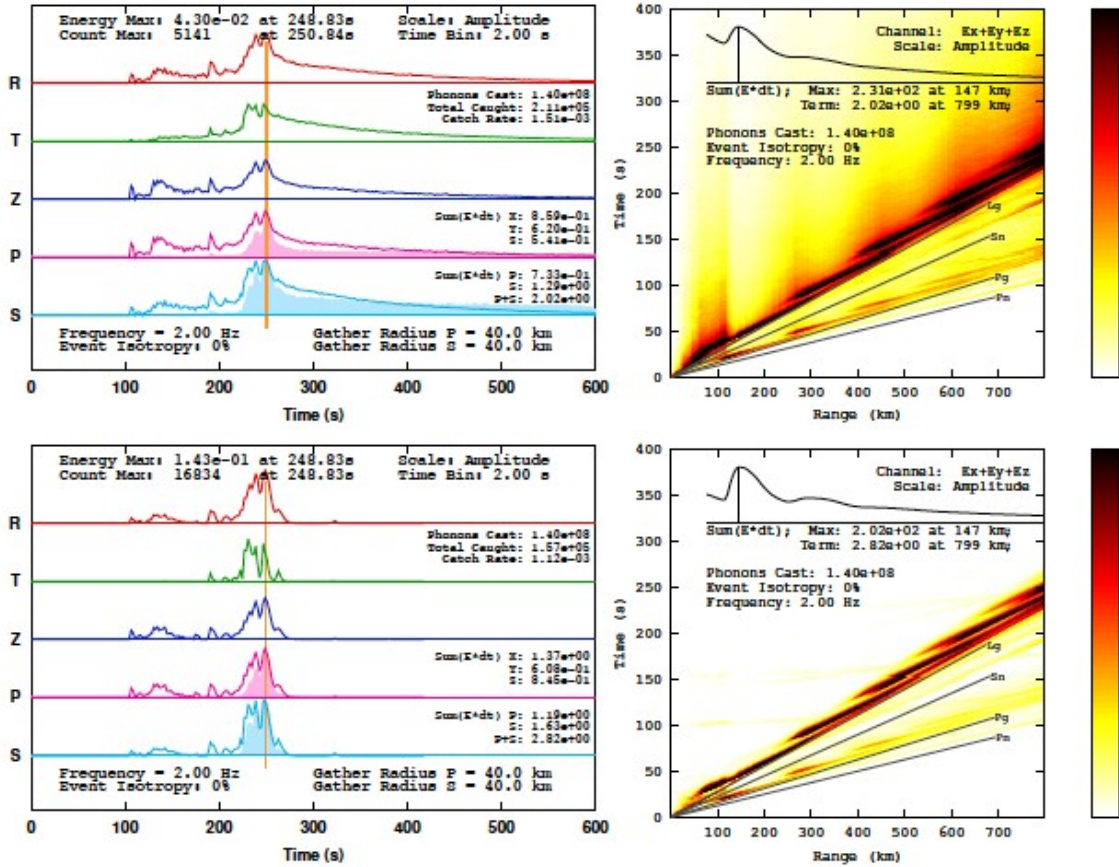 Energy Max: 4.30e-02 at 248.83s Scale: Amplitude
Count Max: 5141 at 250.84s Time Bin: 2.00 s
R
Phonons Cast: 1.40e+08
Total Caught: 2.11e+05
Catch Rate: 1.51e-03
T
Z
Sum(E*dt) X: 8.59e-01
Y: 6.20e-01
Z: 5.41e-01
P
Sum(E*dt) P: 7.33e-01
S: 1.29e+00
P+S: 2.02e+00
S
Frequency = 2.00 Hz Gather Radius P = 40.0 km
Event Isotropy: 0% Gather Radius S = 40.0 km
0 100 200 300 400 500 600
Time (s)
400
350
300
250
200
150
100
50
0
Time (s)
Channel: Ex+Ey+Ez
Scale: Amplitude
Sum(E*dt); Max: 2.31e+02 at 147 km;
Term: 2.02e+00 at 799 km;
Phonons Cast: 1.40e+08
Event Isotropy: 0%
Frequency: 2.00 Hz
Lg
Sn
Pg
Pn
100 200 300 400 500 600 700
Range (km)
Energy Max: 1.43e-01 at 248.83s Scale: Amplitude
Count Max: 16834 at 248.83s Time Bin: 2.00 s
R
Phonons Cast: 1.40e+08
Total Caught: 1.57e+05
Catch Rate: 1.12e-03
T
Z
Sum(E*dt) X: 1.37e+00
Y: 6.08e-01
Z: 8.45e-01
P
Sum(E*dt) P: 1.19e+00
S: 1.63e+00
P+S: 2.82e+00
S
Frequency = 2.00 Hz Gather Radius P = 40.0 km
Event Isotropy: 0% Gather Radius S = 40.0 km
0 100 200 300 400 500 600
Time (s)
400
350
300
250
200
150
100
50
0
Time (s)
Channel: Ex+Ey+Ez
Scale: Amplitude
Sum(E*dt); Max: 2.02e+02 at 147 km;
Term: 2.82e+00 at 799 km;
Phonons Cast: 1.40e+08
Event Isotropy: 0%
Frequency: 2.00 Hz
Lg
Sn
Pg
Pn
100 200 300 400 500 600 700
Range (km)